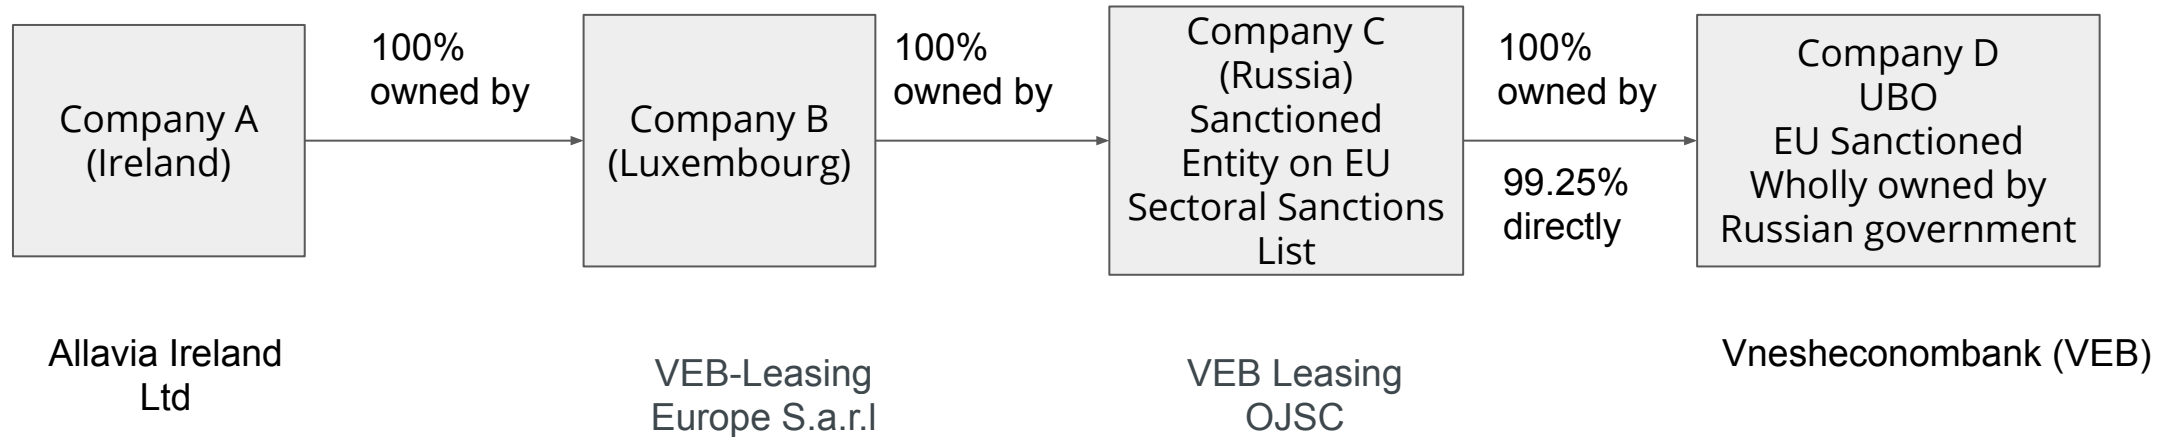 Company A
(Ireland)
100%
owned by
Company B
(Luxembourg)
100%
owned by
Company C
(Russia)
Sanctioned
Entity on EU
Sectoral Sanctions
List
100%
owned by
99.25%
directly
Company D
UBO
EU Sanctioned
Wholly owned by
Russian government
Allavia Ireland
Ltd
VEB-Leasing
Europe S.a.r.l
VEB Leasing
OJSC
Vnesheconombank (VEB)